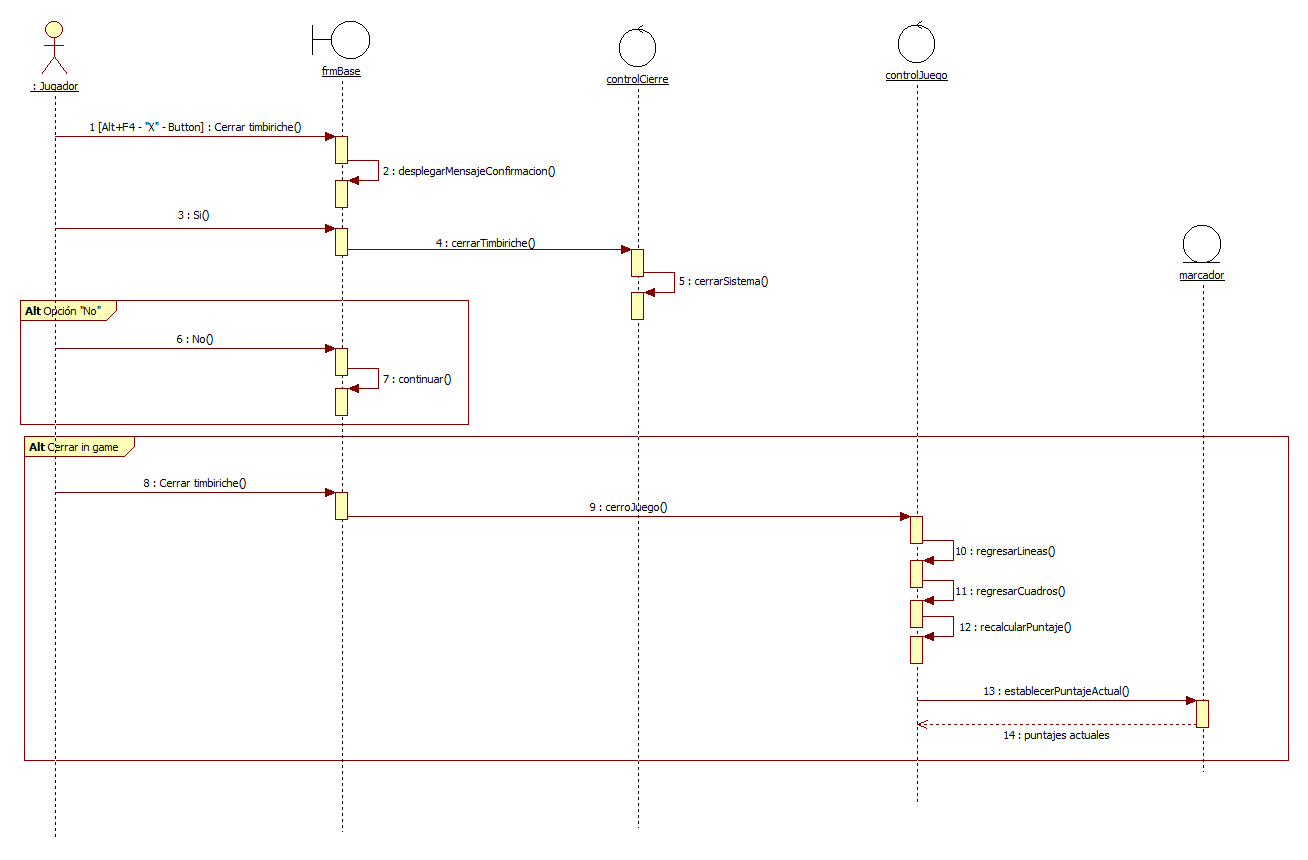 : Jugador
frmBase
controlCierre
controlJuego
1 [Alt+F4 - "X" - Button] : Cerrar timbiriche()
2 : desplegarMensajeConfirmacion()
3 : Si()
4 : cerrarTimbiriche()
marcador
5 : cerrarSistema()
Alt Opción "No"
6 : No()
7 : continuar()
Alt Cerrar in game
8 : Cerrar timbiriche()
9 : cerroJuego()
10 : regresarLineas()
11 : regresarCuadros()
12 : recalcularPuntaje()
13 : establecerPuntajeActual()
14 : puntajes actuales